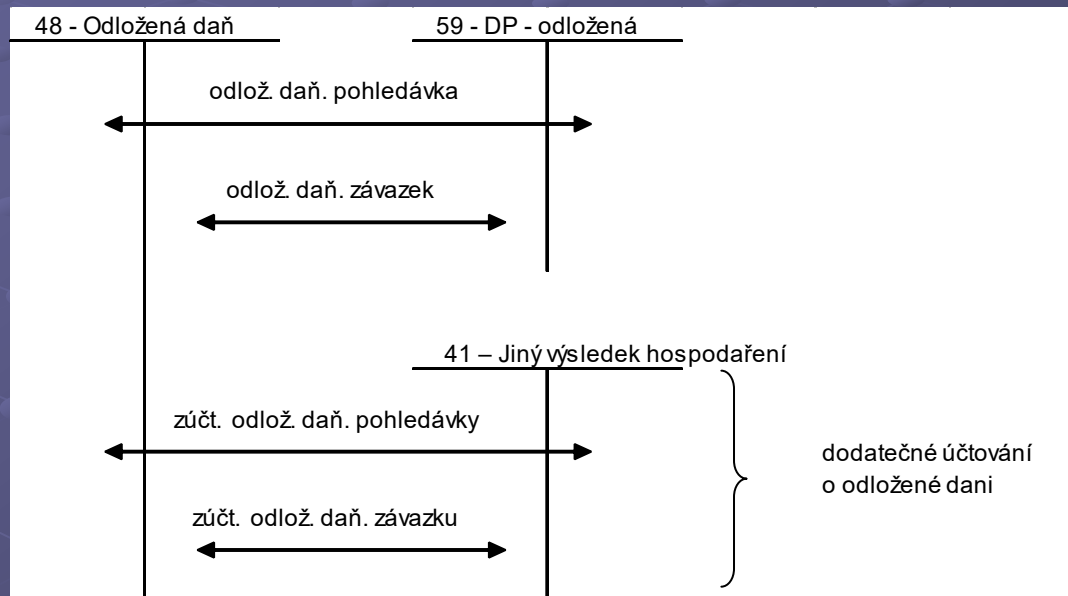 48 - Odložená daň
59 - DP - odložená
odlož. daň. pohledávka
odlož. daň. závazek
41 – Jiný výsledek hospodaření
zúčt. odlož. daň. pohledávky
dodatečné účtování
o odložené dani
zúčt. odlož. daň. závazku